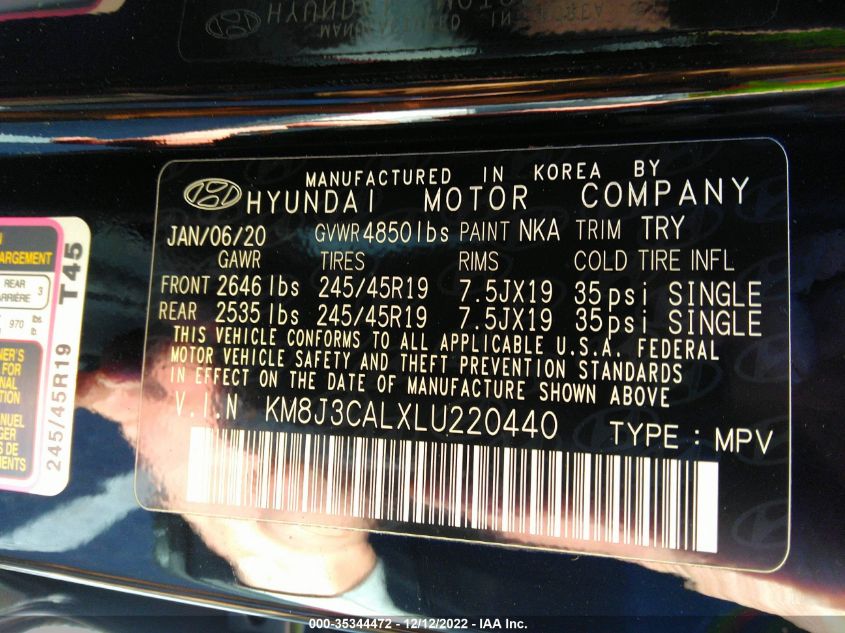 MANUFACTURED IN KOREA BY
HYUNDAI MOTOR COMPANY
JAN/06/20 GVWR 4850 lbs PAINT NKA TRIM TRY
GAWR TIRES RIMS COLD TIRE INFL
FRONT 2646 lbs 245/45R19 7.5JX19 35psi SINGLE
REAR 2535 lbs 245/45R19 7.5JX19 35psi SINGLE
THIS VEHICLE CONFORMS TO ALL APPLICABLE U.S.A. FEDERAL
MOTOR VEHICLE SAFETY AND THEFT PREVENTION STANDARDS
IN EFFECT ON THE DATE OF MANUFACTURE SHOWN ABOVE
V.I.N KM8J3CALXLU220440 TYPE : MPV
REAR
3
970
245/45R19 T45
FOR
000-35344472 - 12/12/2022 - IAA Inc.